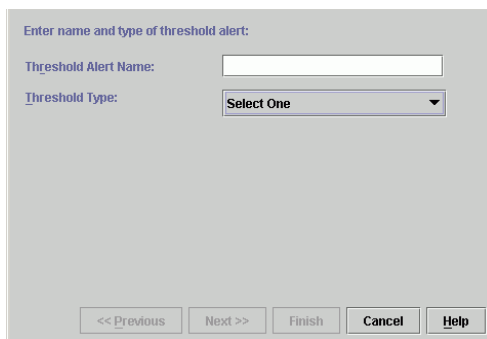 Enter name and type of threshold alert:
Threshold Alert Name:
Threshold Type: Select One
<< Previous Next >> Finish Cancel Help